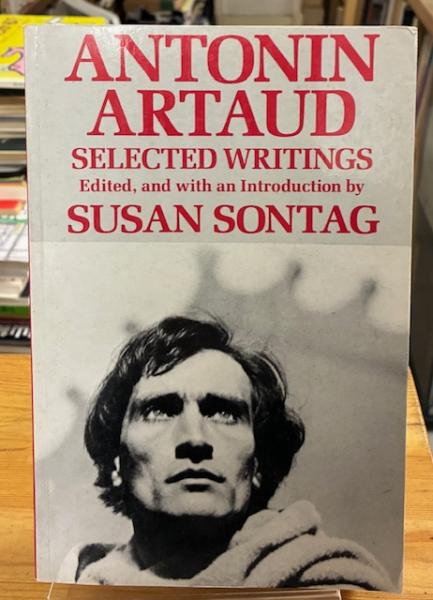 ANTONIN
ARTAUD
SELECTED WRITINGS
Edited, and with an Introduction by
SUSAN SONTAG